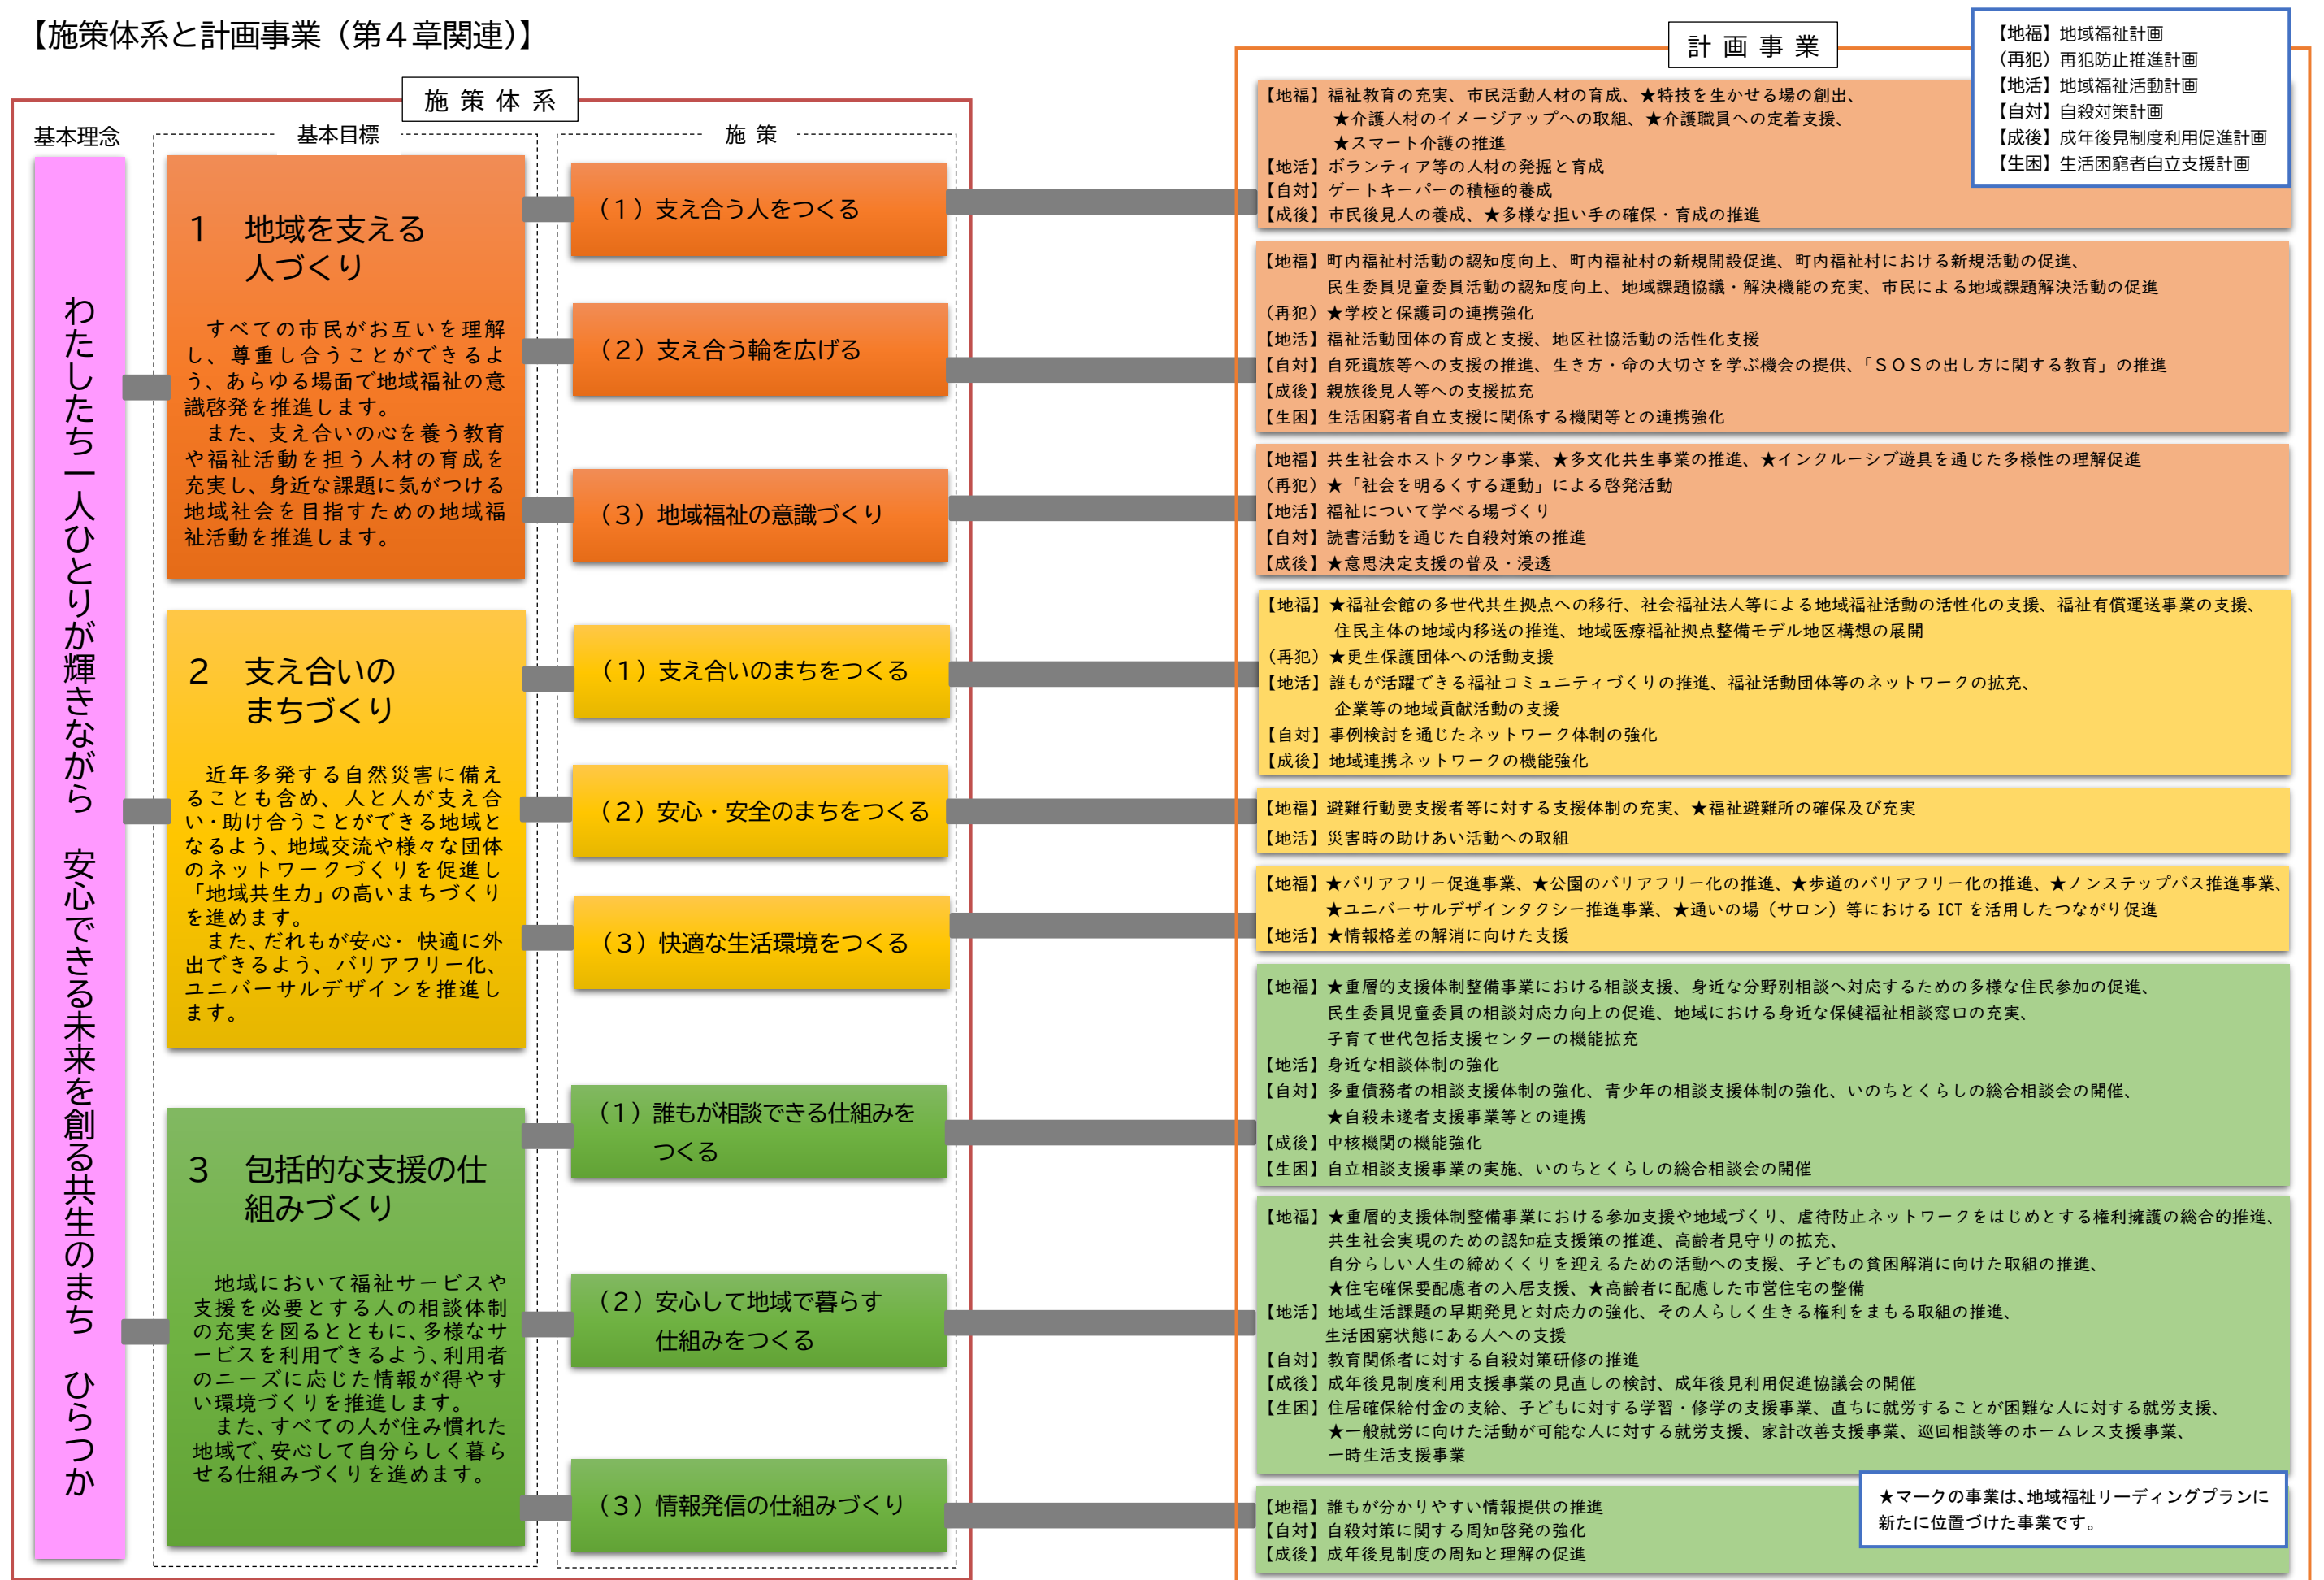 【施策体系と計画事業（第４章関連）】
施 策 体 系
基本理念
基本目標
施 策
わたしたち一人ひとりが輝きながら　安心できる未来を創る共生のまち　ひらつか
１　地域を支える
人づくり
すべての市民がお互いを理解
し、尊重し合うことができるよ
う、あらゆる場面で地域福祉の意
識啓発を推進します。
また、支え合いの心を養う教育
や福祉活動を担う人材の育成を
充実し、身近な課題に気がつける
地域社会を目指すための地域福
祉活動を推進します。
（１）支え合う人をつくる
（２）支え合う輪を広げる
（３）地域福祉の意識づくり
２　支え合いの
まちづくり
近年多発する自然災害に備え
ることも含め、人と人が支え合
い・助け合うことができる地域と
なるよう、地域交流や様々な団体
のネットワークづくりを促進し
「地域共生力」の高いまちづくり
を進めます。
また、だれもが安心・ 快適に外
出できるよう、バリアフリー化、
ユニバーサルデザインを推進し
ます。
（１）支え合いのまちをつくる
（２）安心・安全のまちをつくる
（３）快適な生活環境をつくる
３　包括的な支援の仕
組みづくり
地域において福祉サービスや
支援を必要とする人の相談体制
の充実を図るとともに、多様なサ
ービスを利用できるよう、利用者
のニーズに応じた情報が得やす
い環境づくりを推進します。
また、すべての人が住み慣れた
地域で、安心して自分らしく暮ら
せる仕組みづくりを進めます。
（１）誰もが相談できる仕組みを
つくる
（２）安心して地域で暮らす
仕組みをつくる
（３）情報発信の仕組みづくり
計 画 事 業
【地福】地域福祉計画
（再犯）再犯防止推進計画
【地活】地域福祉活動計画
【自対】自殺対策計画
【成後】成年後見制度利用促進計画
【生困】生活困窮者自立支援計画
【地福】福祉教育の充実、市民活動人材の育成、★特技を生かせる場の創出、
★介護人材のイメージアップへの取組、★介護職員への定着支援、
★スマート介護の推進
【地活】ボランティア等の人材の発掘と育成
【自対】ゲートキーパーの積極的養成
【成後】市民後見人の養成、★多様な担い手の確保・育成の推進
【地福】町内福祉村活動の認知度向上、町内福祉村の新規開設促進、町内福祉村における新規活動の促進、
民生委員児童委員活動の認知度向上、地域課題協議・解決機能の充実、市民による地域課題解決活動の促進
（再犯）★学校と保護司の連携強化
【地活】福祉活動団体の育成と支援、地区社協活動の活性化支援
【自対】自死遺族等への支援の推進、生き方・命の大切さを学ぶ機会の提供、「ＳＯＳの出し方に関する教育」の推進
【成後】親族後見人等への支援拡充
【生困】生活困窮者自立支援に関係する機関等との連携強化
【地福】共生社会ホストタウン事業、★多文化共生事業の推進、★インクルーシブ遊具を通じた多様性の理解促進
（再犯）★「社会を明るくする運動」による啓発活動
【地活】福祉について学べる場づくり
【自対】読書活動を通じた自殺対策の推進
【成後】★意思決定支援の普及・浸透
【地福】★福祉会館の多世代共生拠点への移行、社会福祉法人等による地域福祉活動の活性化の支援、福祉有償運送事業の支援、
住民主体の地域内移送の推進、地域医療福祉拠点整備モデル地区構想の展開
（再犯）★更生保護団体への活動支援
【地活】誰もが活躍できる福祉コミュニティづくりの推進、福祉活動団体等のネットワークの拡充、
企業等の地域貢献活動の支援
【自対】事例検討を通じたネットワーク体制の強化
【成後】地域連携ネットワークの機能強化
【地福】避難行動要支援者等に対する支援体制の充実、★福祉避難所の確保及び充実
【地活】災害時の助けあい活動への取組
【地福】★バリアフリー促進事業、★公園のバリアフリー化の推進、★歩道のバリアフリー化の推進、★ノンステップバス推進事業、
★ユニバーサルデザインタクシー推進事業、★通いの場（サロン）等における ICT を活用したつながり促進
【地活】★情報格差の解消に向けた支援
【地福】★重層的支援体制整備事業における相談支援、身近な分野別相談へ対応するための多様な住民参加の促進、
民生委員児童委員の相談対応力向上の促進、地域における身近な保健福祉相談窓口の充実、
子育て世代包括支援センターの機能拡充
【地活】身近な相談体制の強化
【自対】多重債務者の相談支援体制の強化、青少年の相談支援体制の強化、いのちとくらしの総合相談会の開催、
★自殺未遂者支援事業等との連携
【成後】中核機関の機能強化
【生困】自立相談支援事業の実施、いのちとくらしの総合相談会の開催
【地福】★重層的支援体制整備事業における参加支援や地域づくり、虐待防止ネットワークをはじめとする権利擁護の総合的推進、
共生社会実現のための認知症支援策の推進、高齢者見守りの拡充、
自分らしい人生の締めくくりを迎えるための活動への支援、子どもの貧困解消に向けた取組の推進、
★住宅確保要配慮者の入居支援、★高齢者に配慮した市営住宅の整備
【地活】地域生活課題の早期発見と対応力の強化、その人らしく生きる権利をまもる取組の推進、
生活困窮状態にある人への支援
【自対】教育関係者に対する自殺対策研修の推進
【成後】成年後見制度利用支援事業の見直しの検討、成年後見利用促進協議会の開催
【生困】住居確保給付金の支給、子どもに対する学習・修学の支援事業、直ちに就労することが困難な人に対する就労支援、
★一般就労に向けた活動が可能な人に対する就労支援、家計改善支援事業、巡回相談等のホームレス支援事業、
一時生活支援事業
【地福】誰もが分かりやすい情報提供の推進
【自対】自殺対策に関する周知啓発の強化
【成後】成年後見制度の周知と理解の促進
★マークの事業は、地域福祉リーディングプランに
新たに位置づけた事業です。